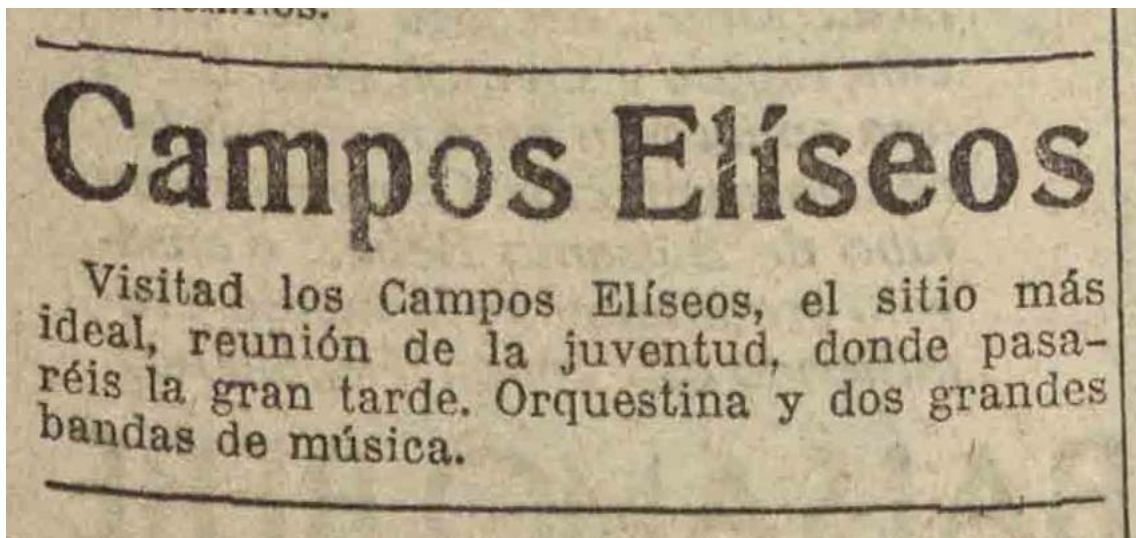 Campos Elíseos
Visitad los Campos Elíseos, el sitio más
ideal, reunión de la juventud, donde pasa-
réis la gran tarde. Orquestina y dos grandes
bandas de música.